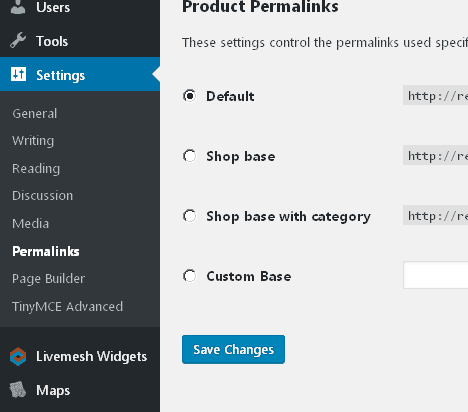 Users
Tools
Settings
General
Writing
Reading
Discussion
Media
Permalinks
Page Builder
TinyMCE Advanced
Livemesh Widgets
Maps
Product Permalinks
These settings control the permalinks used specif
Default http://re
Shop base http://re
Shop base with category http://re
Custom Base
Save Changes